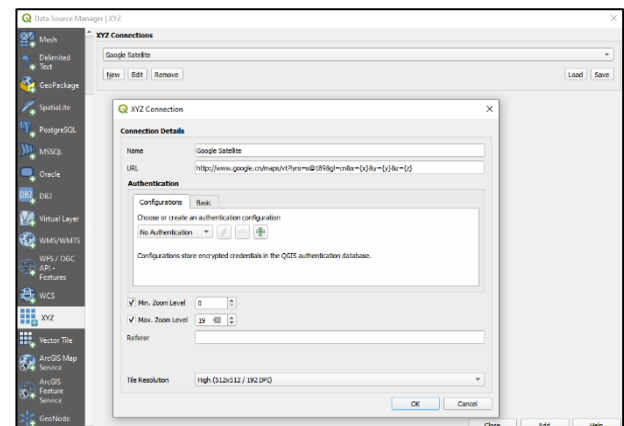 Data Source Manager | XYZ
Mesh
Delimited
Text
GeoPackage
SpatiaLite
PostgreSQL
MSSQL
Oracle
DB2
DB2
Virtual Layer
WMS/WMTS
WFS / OGC
API -
Features
WCS
XYZ
Vector Tile
ArcGIS Map
Service
ArcGIS
Feature
Service
GeoNode
XYZ Connections
Google Satellite
New Edit Remove Load Save
XYZ Connection
Connection Details
Name Google Satellite
URL http://www.google.cn/maps/vt?lyrs=s@189&gl=cn&x={x}&y={y}&z={z}
Authentication
Configurations Basic
Choose or create an authentication configuration
No Authentication
Configurations store encrypted credentials in the QGIS authentication database.
Min. Zoom Level 0
Max. Zoom Level 19
Referer
Tile Resolution High (512x512 / 192 DPI)
OK Cancel
Close Add Help